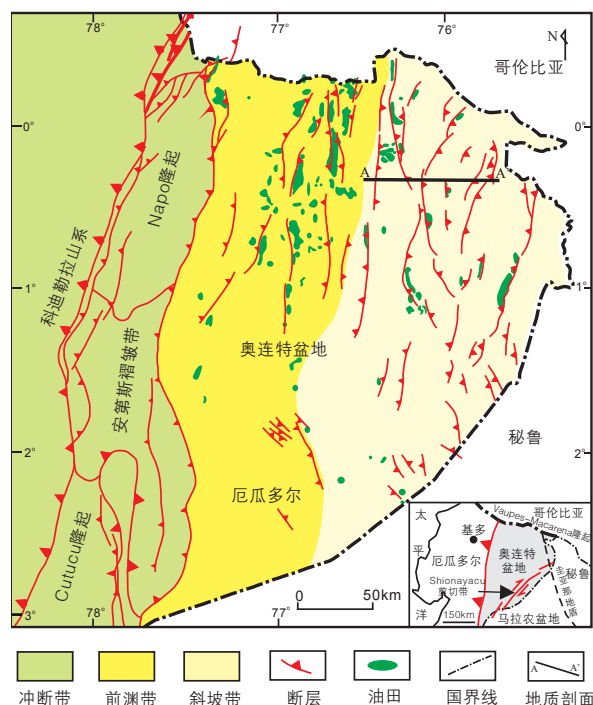 78°
77°
76°
N
哥伦比亚
0°
0°
A
A'
Napo隆起
科迪勒拉山系
1°
1°
奥连特盆地
安第斯褶皱带
秘鲁
2°
2°
厄瓜多尔
Cutucu隆起
3°
78°
77°
0
50km
太
平
洋
哥伦比亚
Vaupes-Macarena隆起
基多
奥连特
盆地
厄瓜多尔
秘鲁
Shionayacu
剪切带
150km
马拉农盆地
冲断带
前渊带
斜坡带
断层
油田
国界线
A
A'
地质剖面